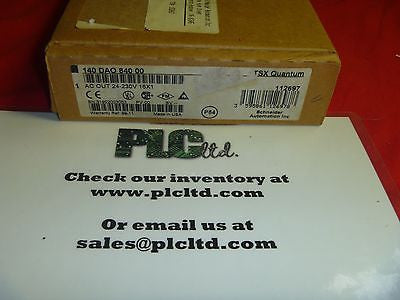 140 DAO 840 00
TSX Quantum
1 AC OUT 24-230V 16X1
Made in USA
Schneider
Automation Inc
PLC ltd.
Check our inventory at
www.plcltd.com
Or email us at
sales@plcltd.com